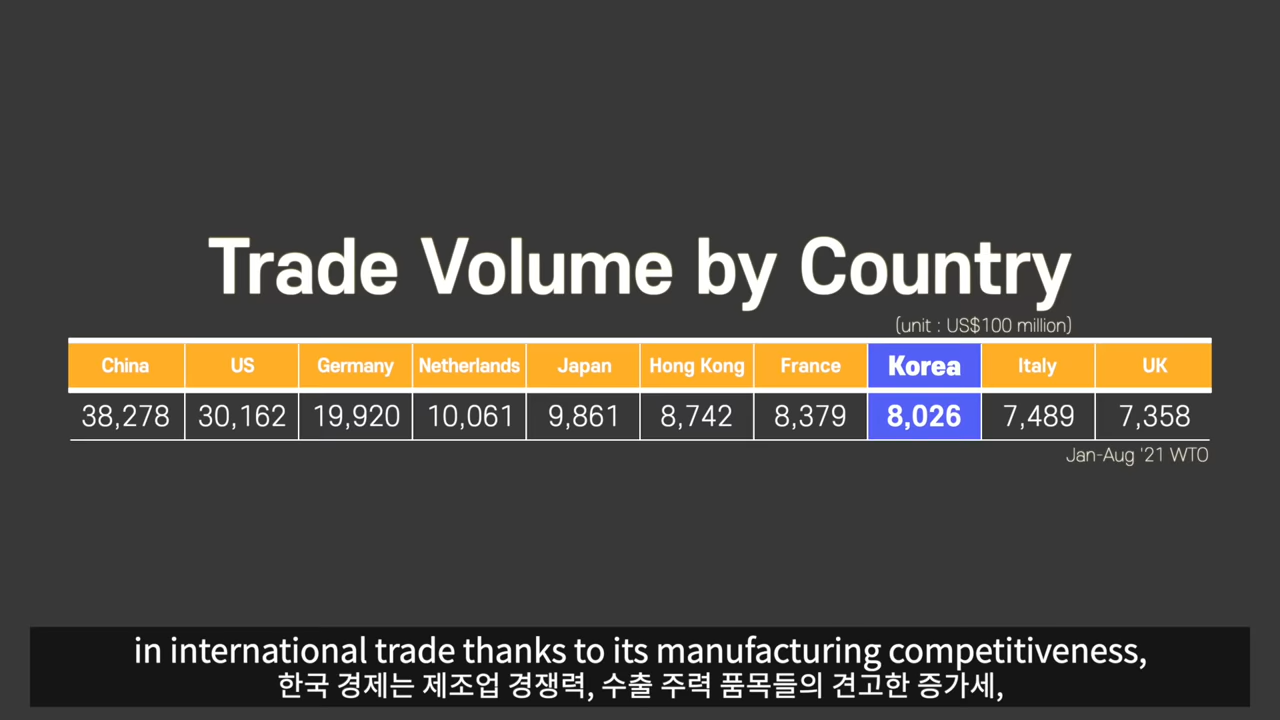 Trade Volume by Country
(unit : US$100 million)
China US Germany Netherlands Japan Hong Kong France Korea Italy UK
38,278 30,162 19,920 10,061 9,861 8,742 8,379 8,026 7,489 7,358
Jan-Aug '21 WTO
in international trade thanks to its manufacturing competitiveness,
한국 경제는 제조업 경쟁력, 수출 주력 품목들의 견고한 증가세,